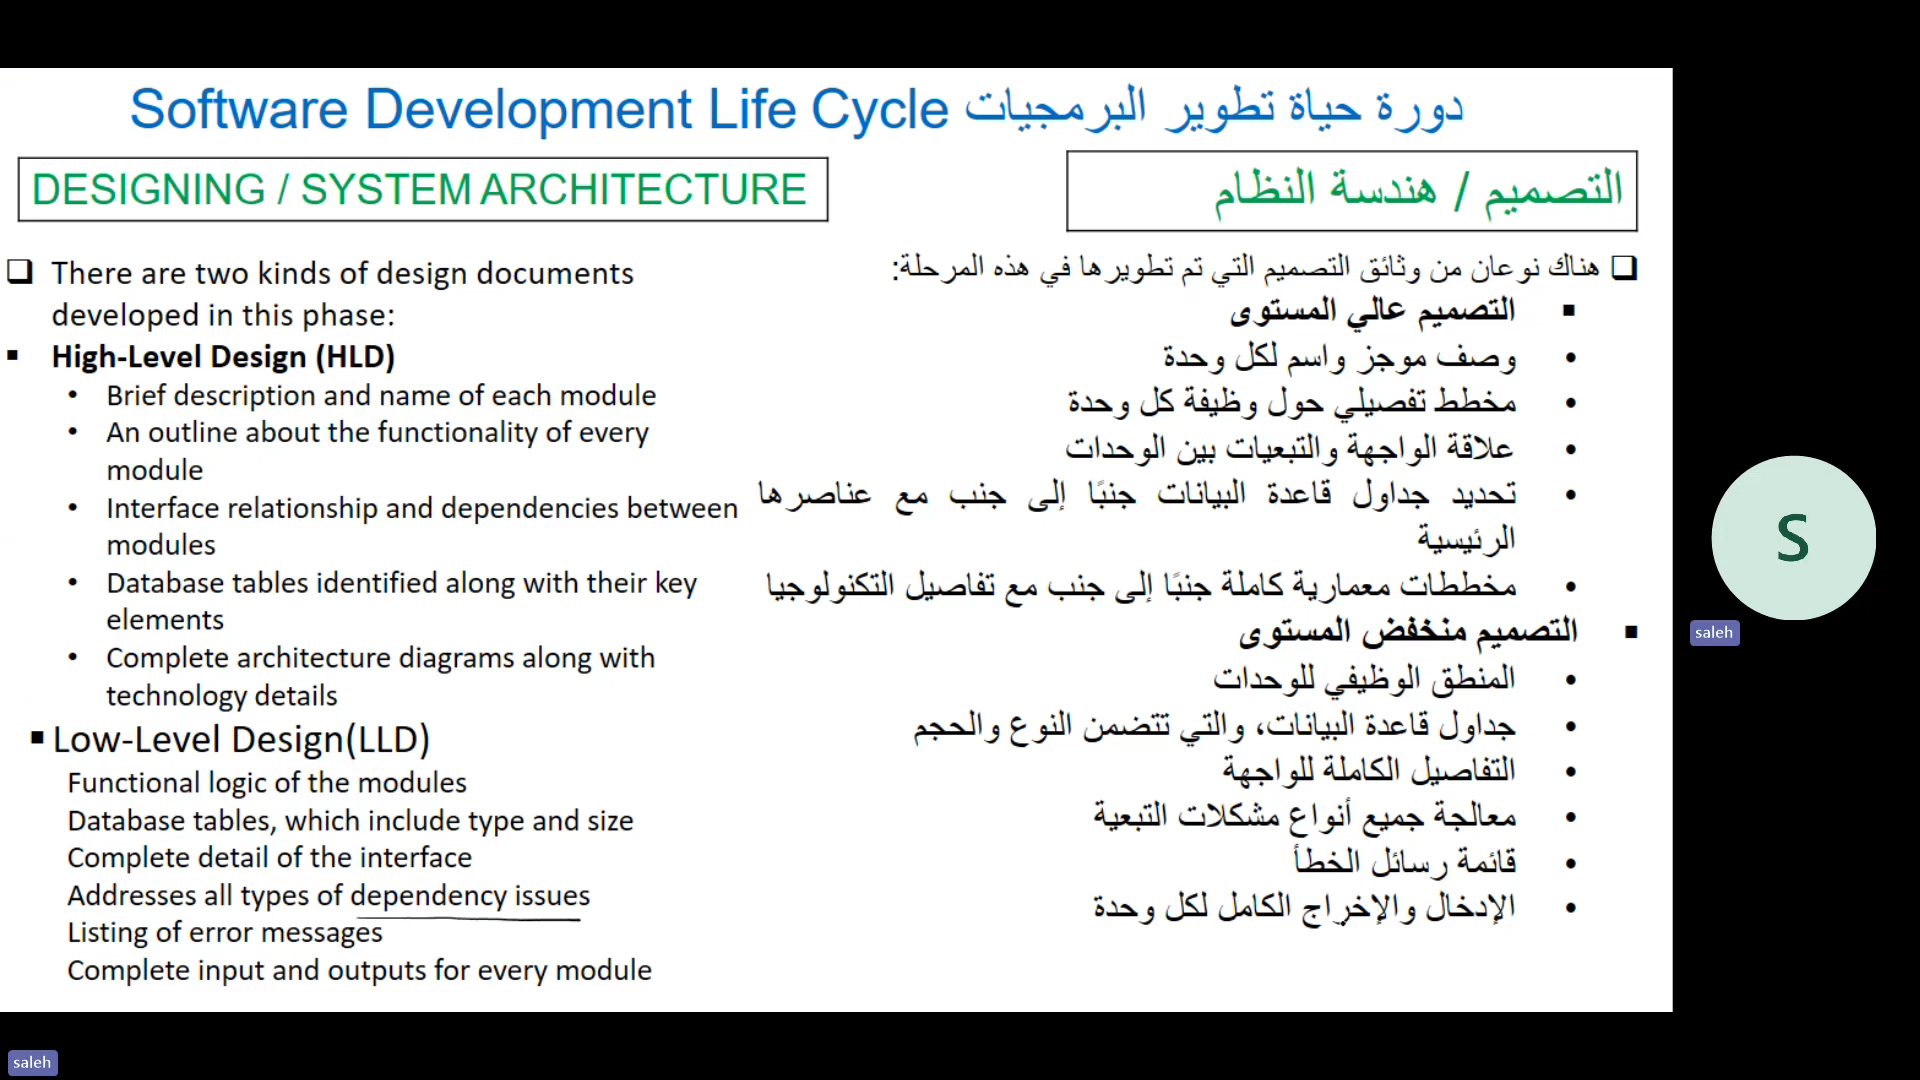 Software Development Life Cycle دورة حياة تطوير البرمجيات
DESIGNING / SYSTEM ARCHITECTURE
❑ There are two kinds of design documents
developed in this phase:
▪ High-Level Design (HLD)
• Brief description and name of each module
• An outline about the functionality of every
module
• Interface relationship and dependencies between
modules
• Database tables identified along with their key
elements
• Complete architecture diagrams along with
technology details
▪ Low-Level Design(LLD)
Functional logic of the modules
Database tables, which include type and size
Complete detail of the interface
Addresses all types of dependency issues
Listing of error messages
Complete input and outputs for every module
التصميم / هندسة النظام
❑ هناك نوعان من وثائق التصميم التي تم تطويرها في هذه المرحلة:
▪ التصميم عالي المستوى
• وصف موجز واسم لكل وحدة
• مخطط تفصيلي حول وظيفة كل وحدة
• علاقة الواجهة والتبعيات بين الوحدات
• تحديد جداول قاعدة البيانات جنبًا إلى جنب مع عناصرها
الرئيسية
• مخططات معمارية كاملة جنبًا إلى جنب مع تفاصيل التكنولوجيا
▪ التصميم منخفض المستوى
• المنطق الوظيفي للوحدات
• جداول قاعدة البيانات، والتي تتضمن النوع والحجم
• التفاصيل الكاملة للواجهة
• معالجة جميع أنواع مشكلات التبعية
• قائمة رسائل الخطأ
• الإدخال والإخراج الكامل لكل وحدة
S
saleh
saleh